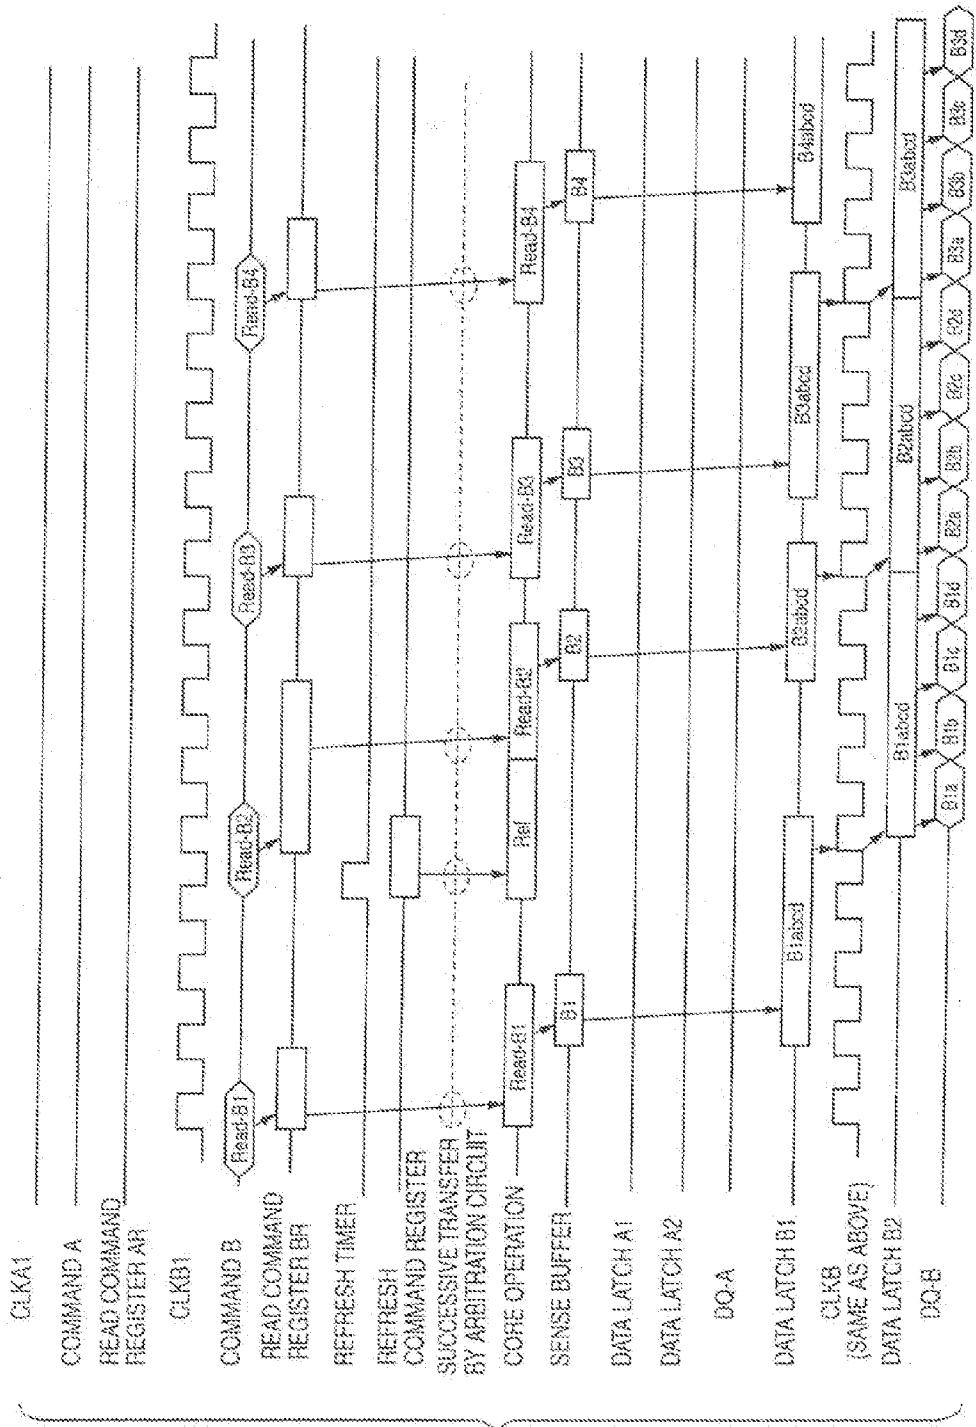 CLKA1
COMMAND A
READ COMMAND
REGISTER AR
CLKB1
COMMAND B
Read-B1
Read-B2
Read-B3
Read-B4
READ COMMAND
REGISTER BR
REFRESH TIMER
REFRESH
COMMAND REGISTER
SUCCESSIVE TRANSFER
BY ARBITRATION CIRCUIT
CORE OPERATION
Read-B1
Ref
Read-B2
Read-B3
Read-B4
SENSE BUFFER
B1
B2
B3
B4
DATA LATCH A1
DATA LATCH A2
DQ-A
DATA LATCH B1
B1abcd
B2abcd
B3abcd
B4abcd
CLKB
(SAME AS ABOVE)
DATA LATCH B2
B1abcd
B2abcd
B3abcd
DQ-B
B1a
B1b
B1c
B1d
B2a
B2b
B2c
B2d
B3a
B3b
B3c
B3d